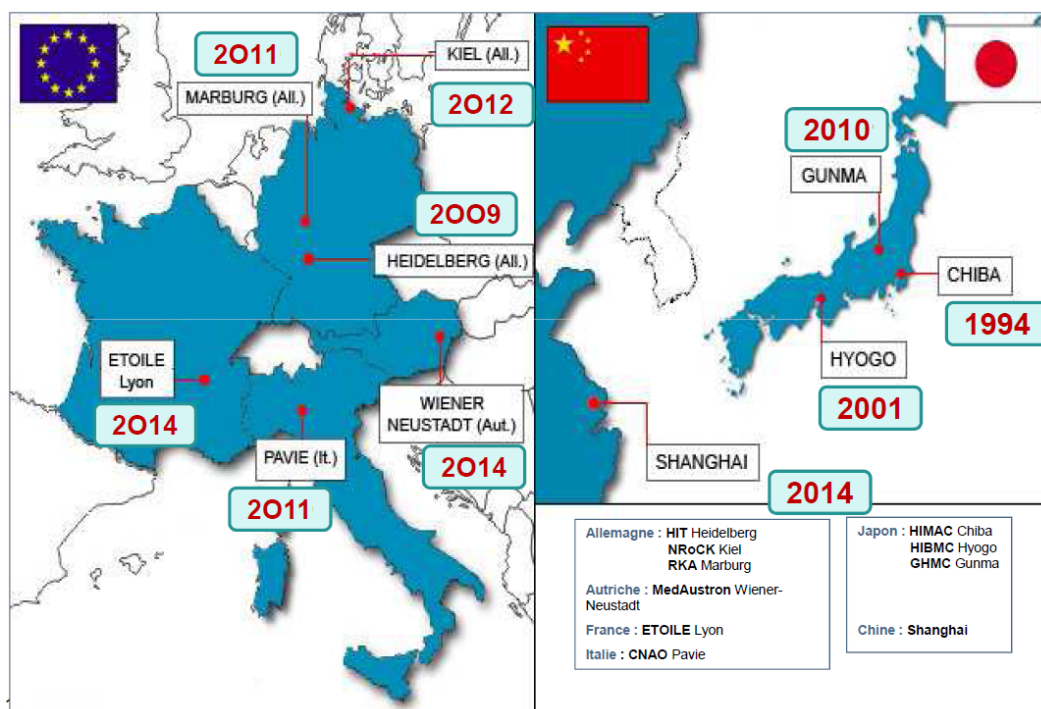 2O11
KIEL (All.)
MARBURG (All.)
2O12
2OO9
HEIDELBERG (All.)
ETOILE
Lyon
2O14
WIENER
NEUSTADT (Aut.)
2O14
PAVIE (It.)
2O11
2010
GUNMA
CHIBA
1994
HYOGO
2001
SHANGHAI
2014
Allemagne : HIT Heidelberg
NRoCK Kiel
RKA Marburg
Autriche : MedAustron Wiener-
Neustadt
France : ETOILE Lyon
Italie : CNAO Pavie
Japon : HIMAC Chiba
HIBMC Hyogo
GHMC Gunma
Chine : Shanghai